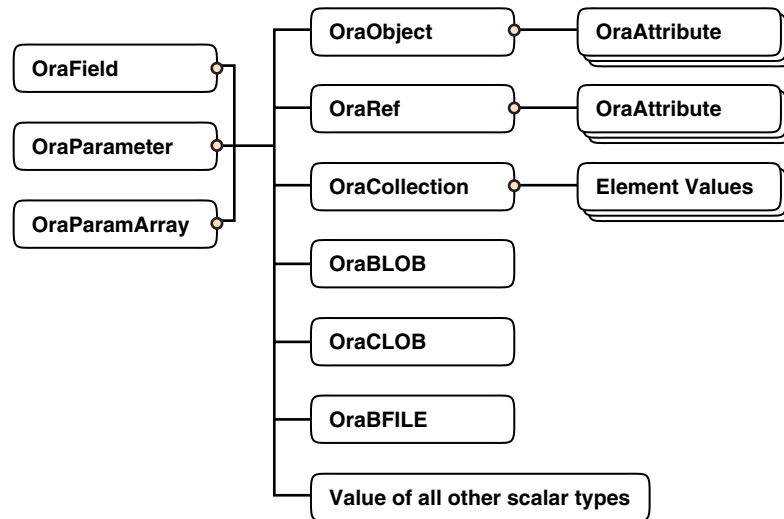 OraField
OraParameter
OraParamArray
OraObject
OraAttribute
OraRef
OraAttribute
OraCollection
Element Values
OraBLOB
OraCLOB
OraBFILE
Value of all other scalar types